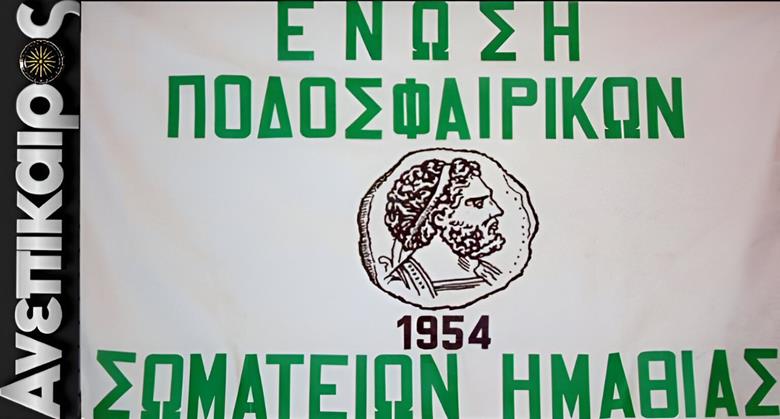 Ανεπίκαιρος
ΕΝΩΣΗ
ΠΟΔΟΣΦΑΙΡΙΚΩΝ
1954
ΣΩΜΑΤΕΙΩΝ ΗΜΑΘΙΑΣ